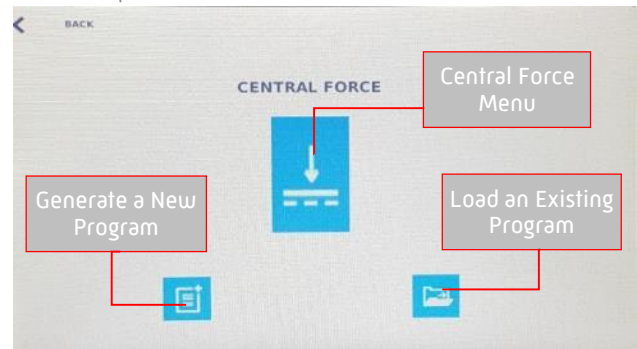 BACK
CENTRAL FORCE
Central Force
Menu
Generate a New
Program
Load an Existing
Program